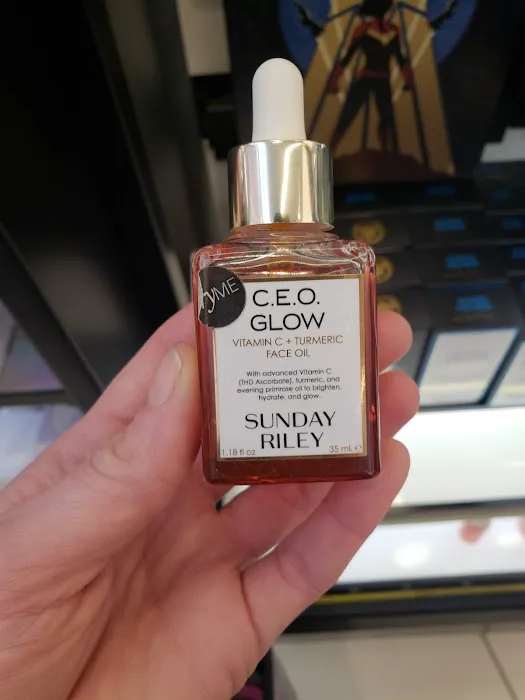 ryME
C.E.O.
GLOW
VITAMIN C + TURMERIC
FACE OIL
With advanced Vitamin C
(THD Ascorbate), turmeric, and
evening primrose oil to brighten,
hydrate, and glow.
SUNDAY
RILEY
1.18 fl oz 35 mL e